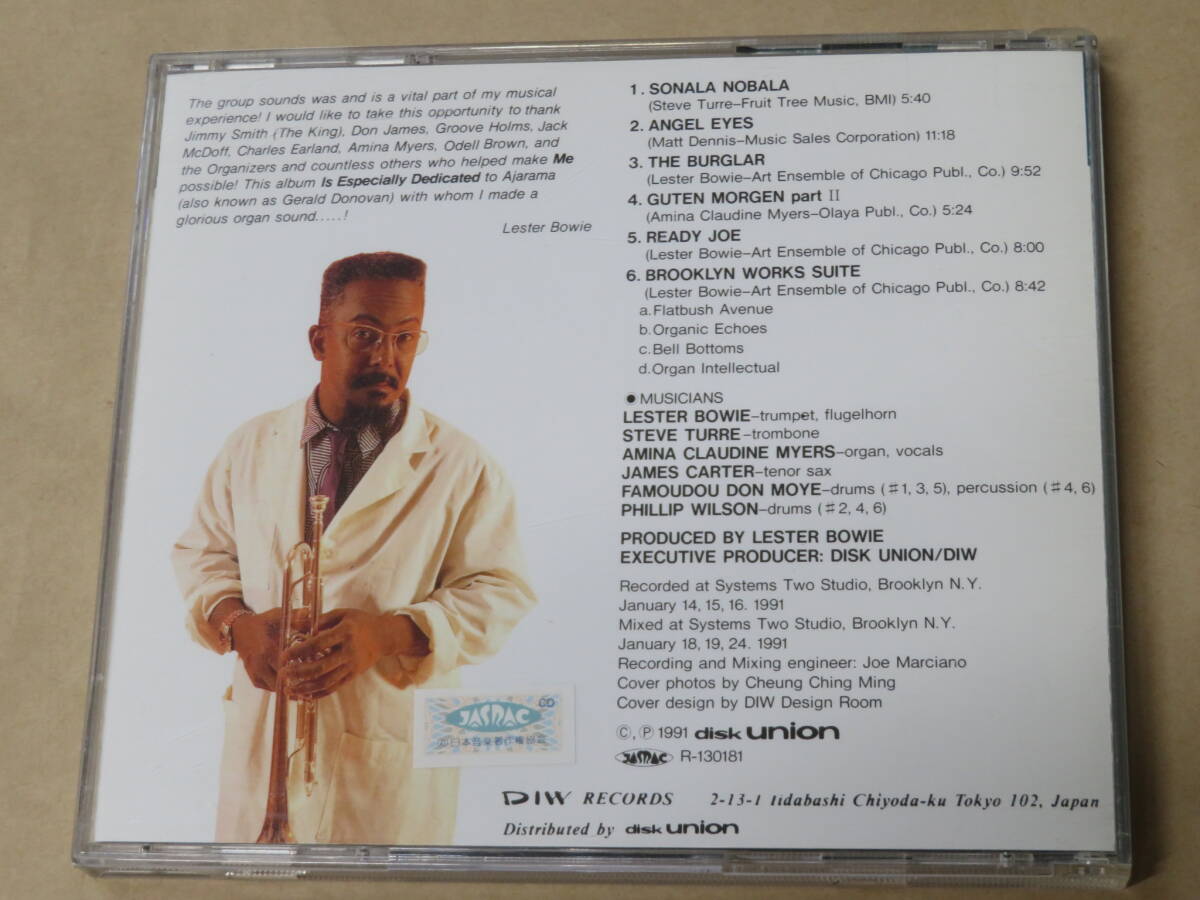 The group sounds was and is a vital part of my musical
experience! I would like to take this opportunity to thank
Jimmy Smith (The King), Don James, Groove Holms, Jack
McDoff, Charles Earland, Amina Myers, Odell Brown, and
the Organizers and countless others who helped make Me
possible! This album Is Especially Dedicated to Ajarama
(also known as Gerald Donovan) with whom I made a
glorious organ sound.....!
Lester Bowie
1. SONALA NOBALA
(Steve Turre–Fruit Tree Music, BMI) 5:40
2. ANGEL EYES
(Matt Dennis–Music Sales Corporation) 11:18
3. THE BURGLAR
(Lester Bowie–Art Ensemble of Chicago Publ., Co.) 9:52
4. GUTEN MORGEN part II
(Amina Claudine Myers–Olaya Publ., Co.) 5:24
5. READY JOE
(Lester Bowie–Art Ensemble of Chicago Publ., Co.) 8:00
6. BROOKLYN WORKS SUITE
(Lester Bowie–Art Ensemble of Chicago Publ., Co.) 8:42
a.Flatbush Avenue
b.Organic Echoes
c.Bell Bottoms
d.Organ Intellectual
● MUSICIANS
LESTER BOWIE–trumpet, flugelhorn
STEVE TURRE–trombone
AMINA CLAUDINE MYERS–organ, vocals
JAMES CARTER–tenor sax
FAMOUDOU DON MOYE–drums (♯1, 3, 5), percussion (♯4, 6)
PHILLIP WILSON–drums (♯2, 4, 6)
PRODUCED BY LESTER BOWIE
EXECUTIVE PRODUCER: DISK UNION/DIW
Recorded at Systems Two Studio, Brooklyn N.Y.
January 14, 15, 16. 1991
Mixed at Systems Two Studio, Brooklyn N.Y.
January 18, 19, 24. 1991
Recording and Mixing engineer: Joe Marciano
Cover photos by Cheung Ching Ming
Cover design by DIW Design Room
CD
JASRAC
日本音楽著作権協会
Ⓒ,Ⓟ 1991 disk union
JASRAC R-130181
DIW RECORDS 2-13-1 Iidabashi Chiyoda-ku Tokyo 102, Japan
Distributed by disk union